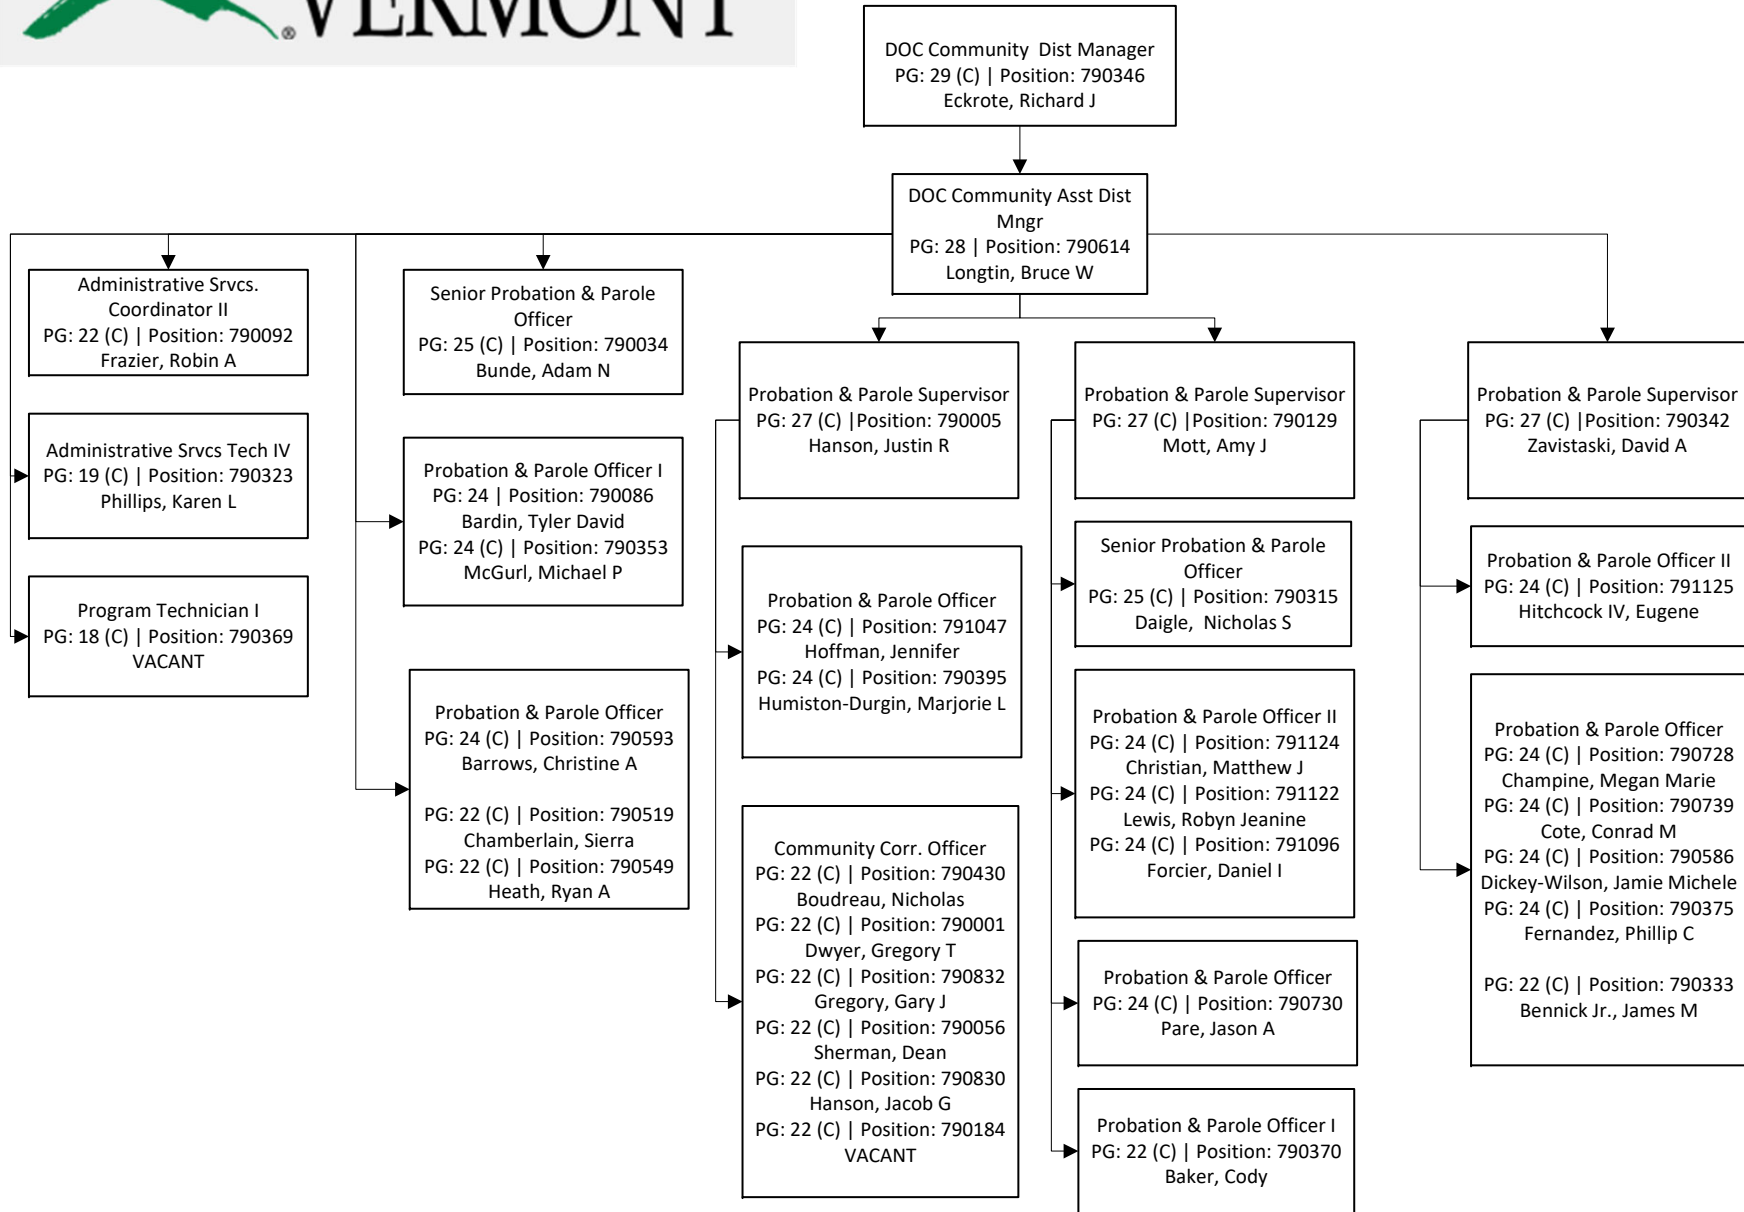 VERMONT
®
DOC Community Dist Manager
PG: 29 (C) | Position: 790346
Eckrote, Richard J
DOC Community Asst Dist
Mngr
PG: 28 | Position: 790614
Longtin, Bruce W
Administrative Srvcs.
Coordinator II
PG: 22 (C) | Position: 790092
Frazier, Robin A
Administrative Srvcs Tech IV
PG: 19 (C) | Position: 790323
Phillips, Karen L
Program Technician I
PG: 18 (C) | Position: 790369
VACANT
Senior Probation & Parole
Officer
PG: 25 (C) | Position: 790034
Bunde, Adam N
Probation & Parole Officer I
PG: 24 | Position: 790086
Bardin, Tyler David
PG: 24 (C) | Position: 790353
McGurl, Michael P
Probation & Parole Officer
PG: 24 (C) | Position: 790593
Barrows, Christine A
PG: 22 (C) | Position: 790519
Chamberlain, Sierra
PG: 22 (C) | Position: 790549
Heath, Ryan A
Probation & Parole Supervisor
PG: 27 (C) |Position: 790005
Hanson, Justin R
Probation & Parole Officer
PG: 24 (C) | Position: 791047
Hoffman, Jennifer
PG: 24 (C) | Position: 790395
Humiston-Durgin, Marjorie L
Community Corr. Officer
PG: 22 (C) | Position: 790430
Boudreau, Nicholas
PG: 22 (C) | Position: 790001
Dwyer, Gregory T
PG: 22 (C) | Position: 790832
Gregory, Gary J
PG: 22 (C) | Position: 790056
Sherman, Dean
PG: 22 (C) | Position: 790830
Hanson, Jacob G
PG: 22 (C) | Position: 790184
VACANT
Probation & Parole Supervisor
PG: 27 (C) |Position: 790129
Mott, Amy J
Senior Probation & Parole
Officer
PG: 25 (C) | Position: 790315
Daigle, Nicholas S
Probation & Parole Officer II
PG: 24 (C) | Position: 791124
Christian, Matthew J
PG: 24 (C) | Position: 791122
Lewis, Robyn Jeanine
PG: 24 (C) | Position: 791096
Forcier, Daniel I
Probation & Parole Officer
PG: 24 (C) | Position: 790730
Pare, Jason A
Probation & Parole Officer I
PG: 22 (C) | Position: 790370
Baker, Cody
Probation & Parole Supervisor
PG: 27 (C) |Position: 790342
Zavistaski, David A
Probation & Parole Officer II
PG: 24 (C) | Position: 791125
Hitchcock IV, Eugene
Probation & Parole Officer
PG: 24 (C) | Position: 790728
Champine, Megan Marie
PG: 24 (C) | Position: 790739
Cote, Conrad M
PG: 24 (C) | Position: 790586
Dickey-Wilson, Jamie Michele
PG: 24 (C) | Position: 790375
Fernandez, Phillip C
PG: 22 (C) | Position: 790333
Bennick Jr., James M